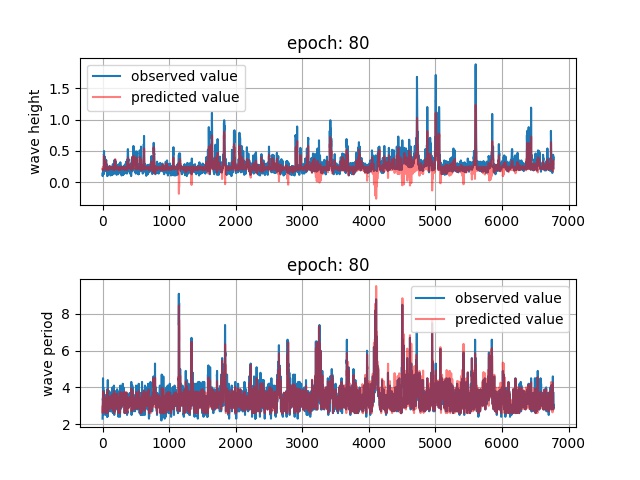 epoch: 80
observed value
predicted value
wave height
1.5
1.0
0.5
0.0
0 1000 2000 3000 4000 5000 6000 7000
epoch: 80
observed value
predicted value
wave period
8
6
4
2
0 1000 2000 3000 4000 5000 6000 7000